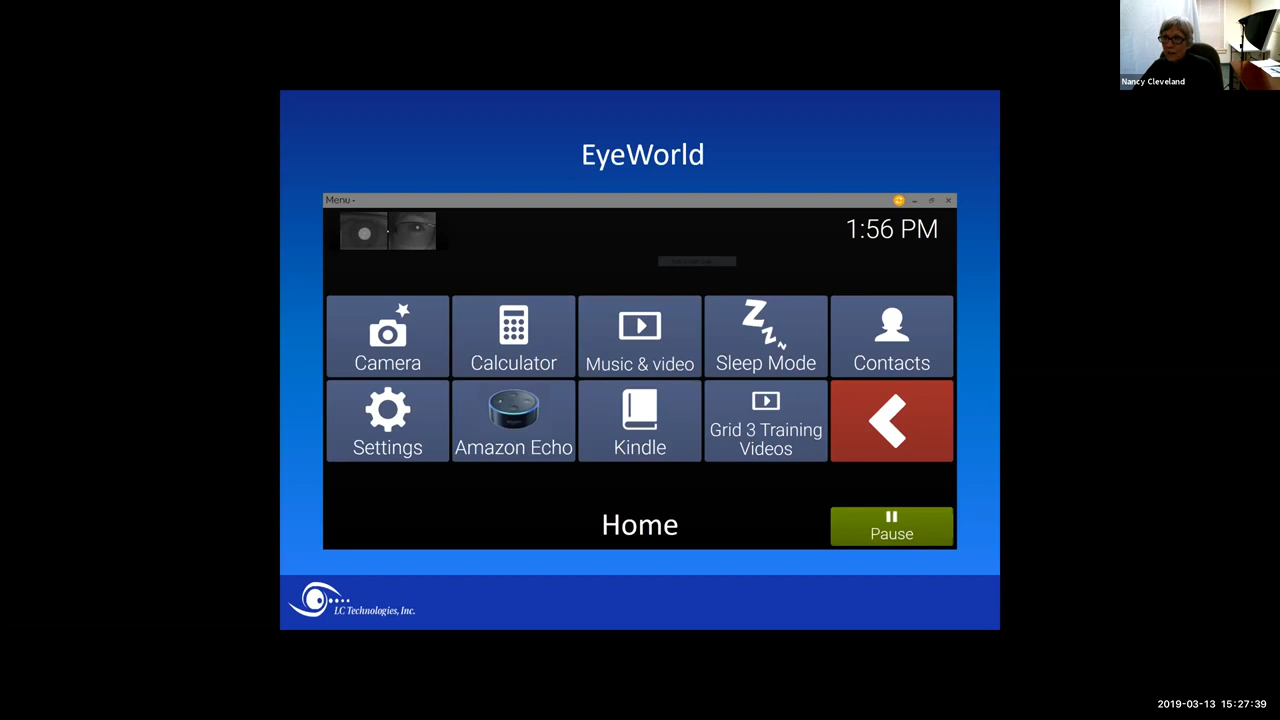 Nancy Cleveland
EyeWorld
Menu
1:56 PM
Camera
Calculator
Music & video
Sleep Mode
Contacts
Settings
Amazon Echo
Kindle
Grid 3 Training
Videos
Home
Pause
LC Technologies, Inc.
2019-03-13 15:27:39